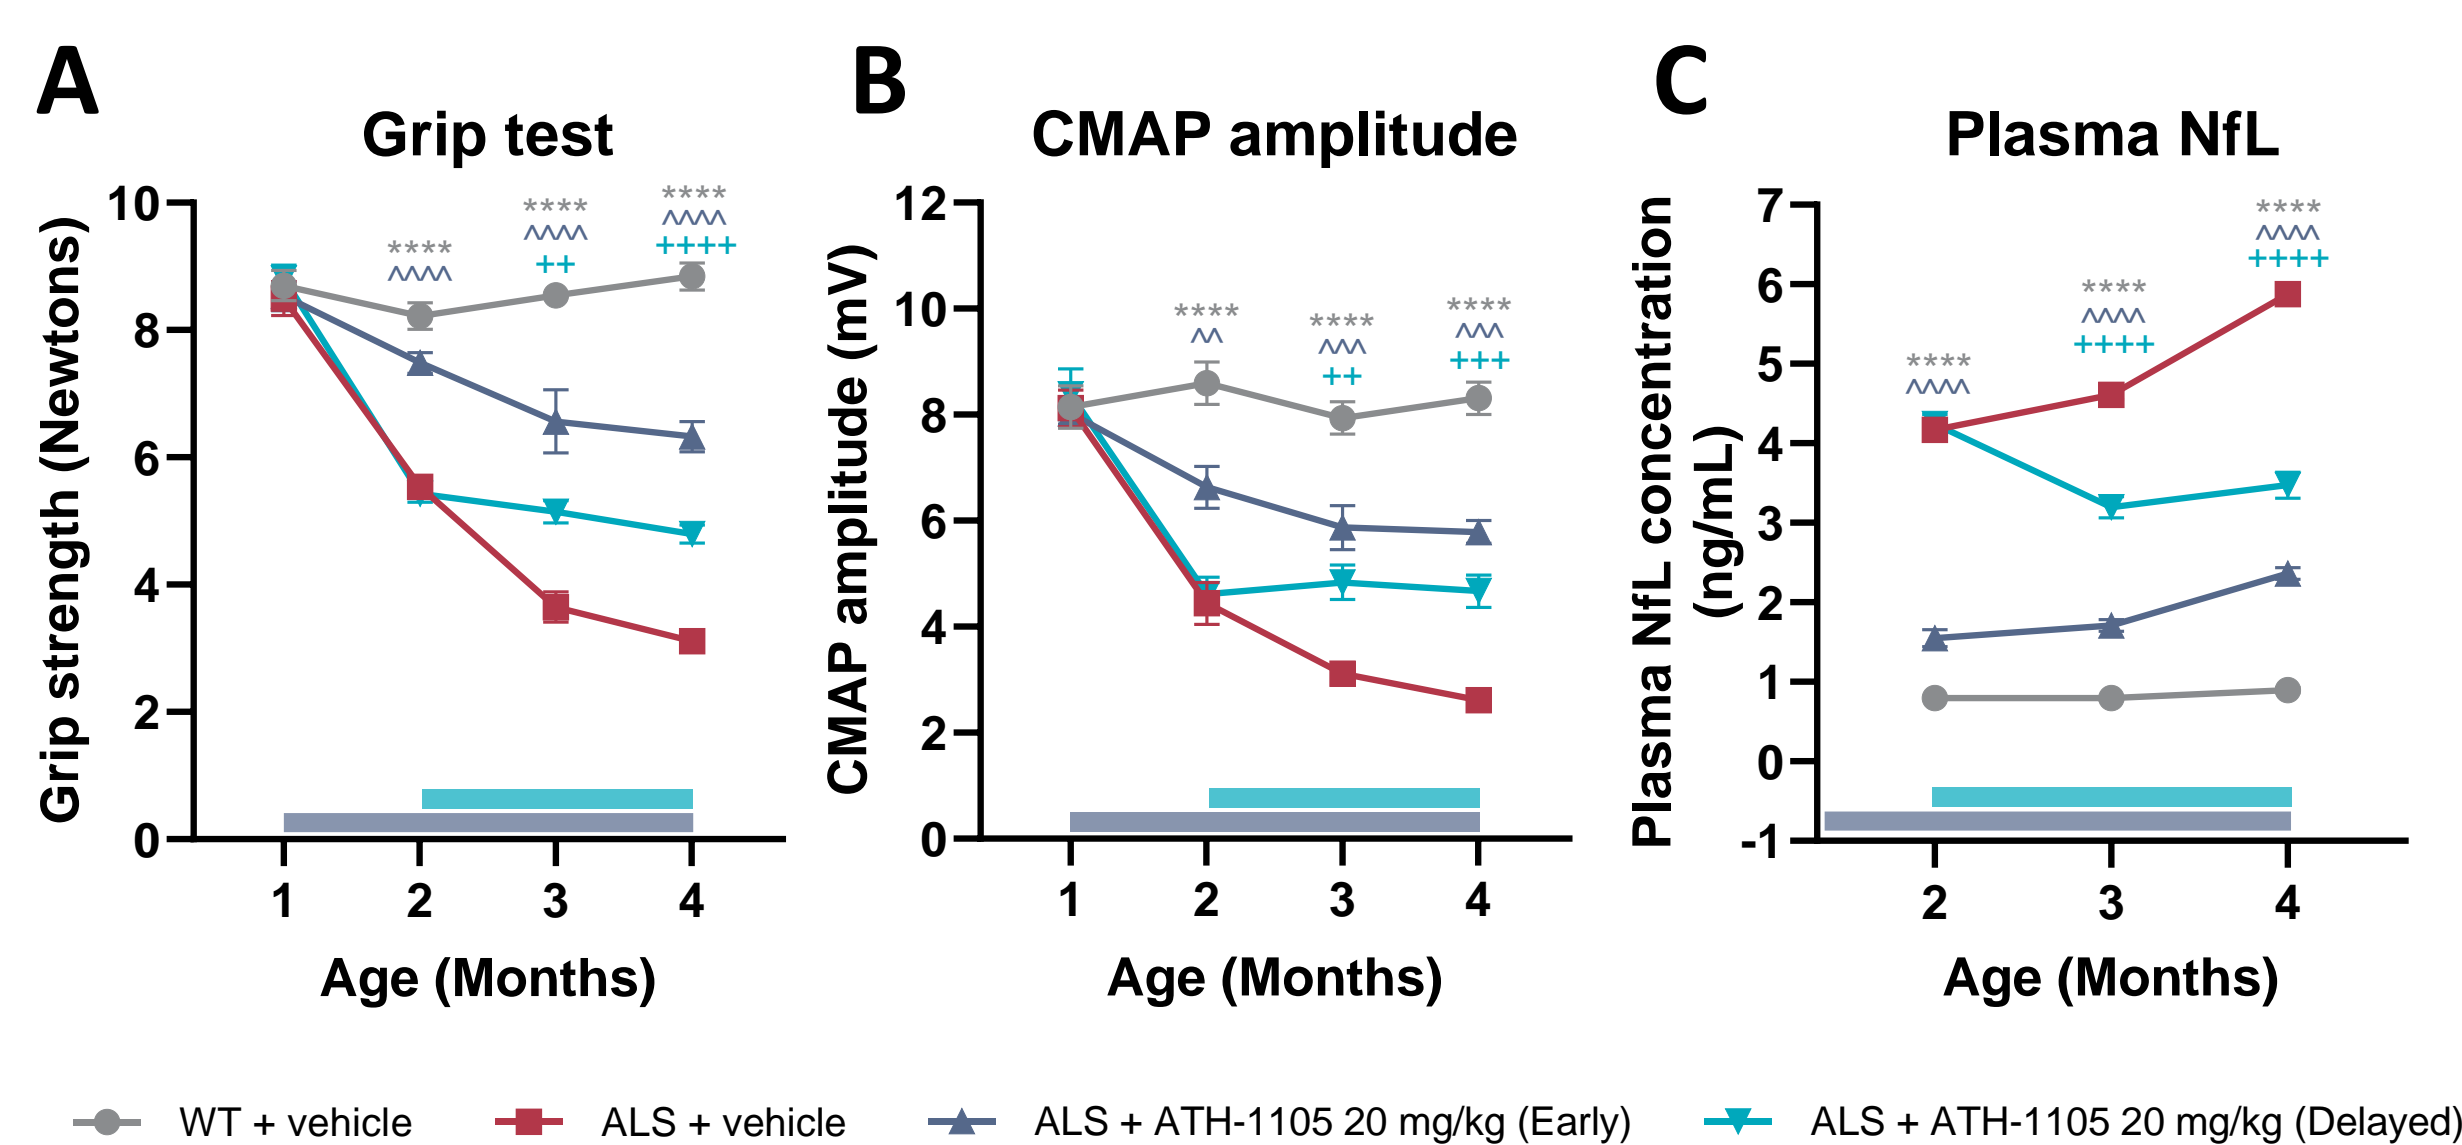 A
Grip test
Grip strength (Newtons)
10
8
6
4
2
0
****
^^^^
****
^^^^
++
****
^^^^
++++
1 2 3 4
Age (Months)
B
CMAP amplitude
CMAP amplitude (mV)
12
10
8
6
4
2
0
****
^^
****
^^^
++
****
^^^
+++
1 2 3 4
Age (Months)
C
Plasma NfL
Plasma NfL concentration
(ng/mL)
7
6
5
4
3
2
1
0
-1
****
^^^^
****
^^^^
++++
****
^^^^
++++
2 3 4
Age (Months)
WT + vehicle
ALS + vehicle
ALS + ATH-1105 20 mg/kg (Early)
ALS + ATH-1105 20 mg/kg (Delayed)